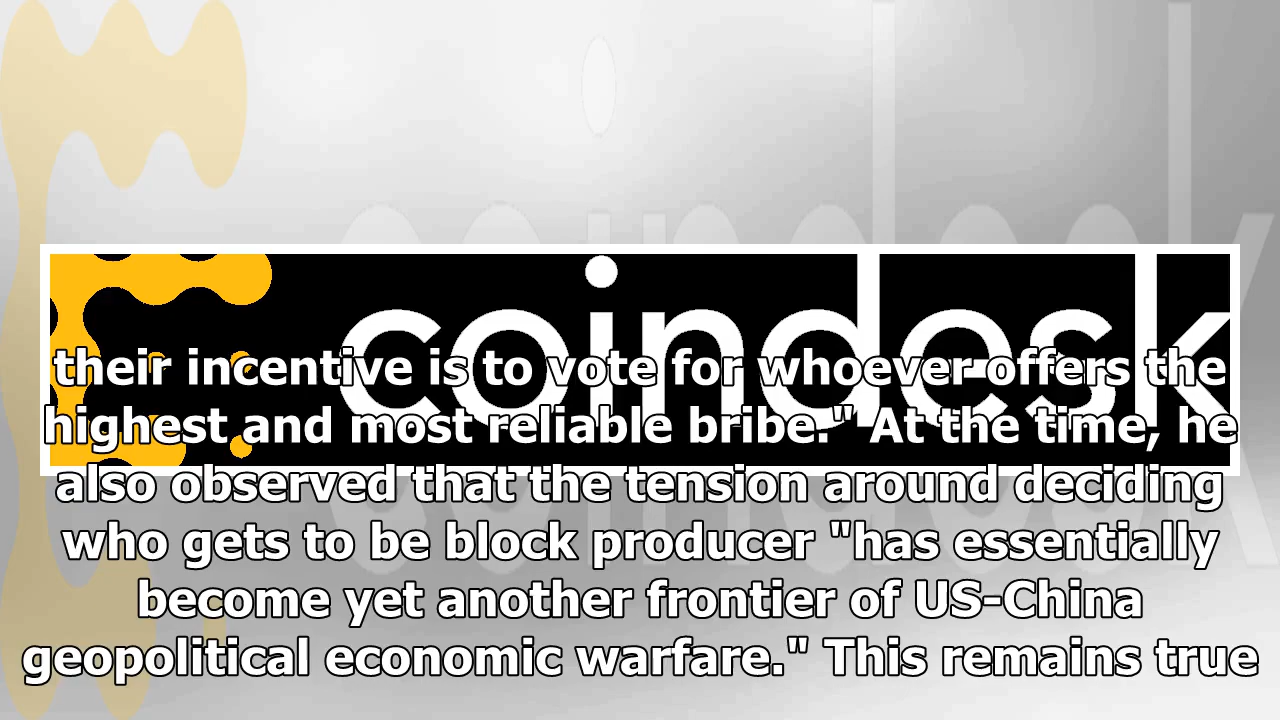 coindesk
their incentive is to vote for whoever offers the
highest and most reliable bribe." At the time, he
also observed that the tension around deciding
who gets to be block producer "has essentially
become yet another frontier of US-China
geopolitical economic warfare." This remains true